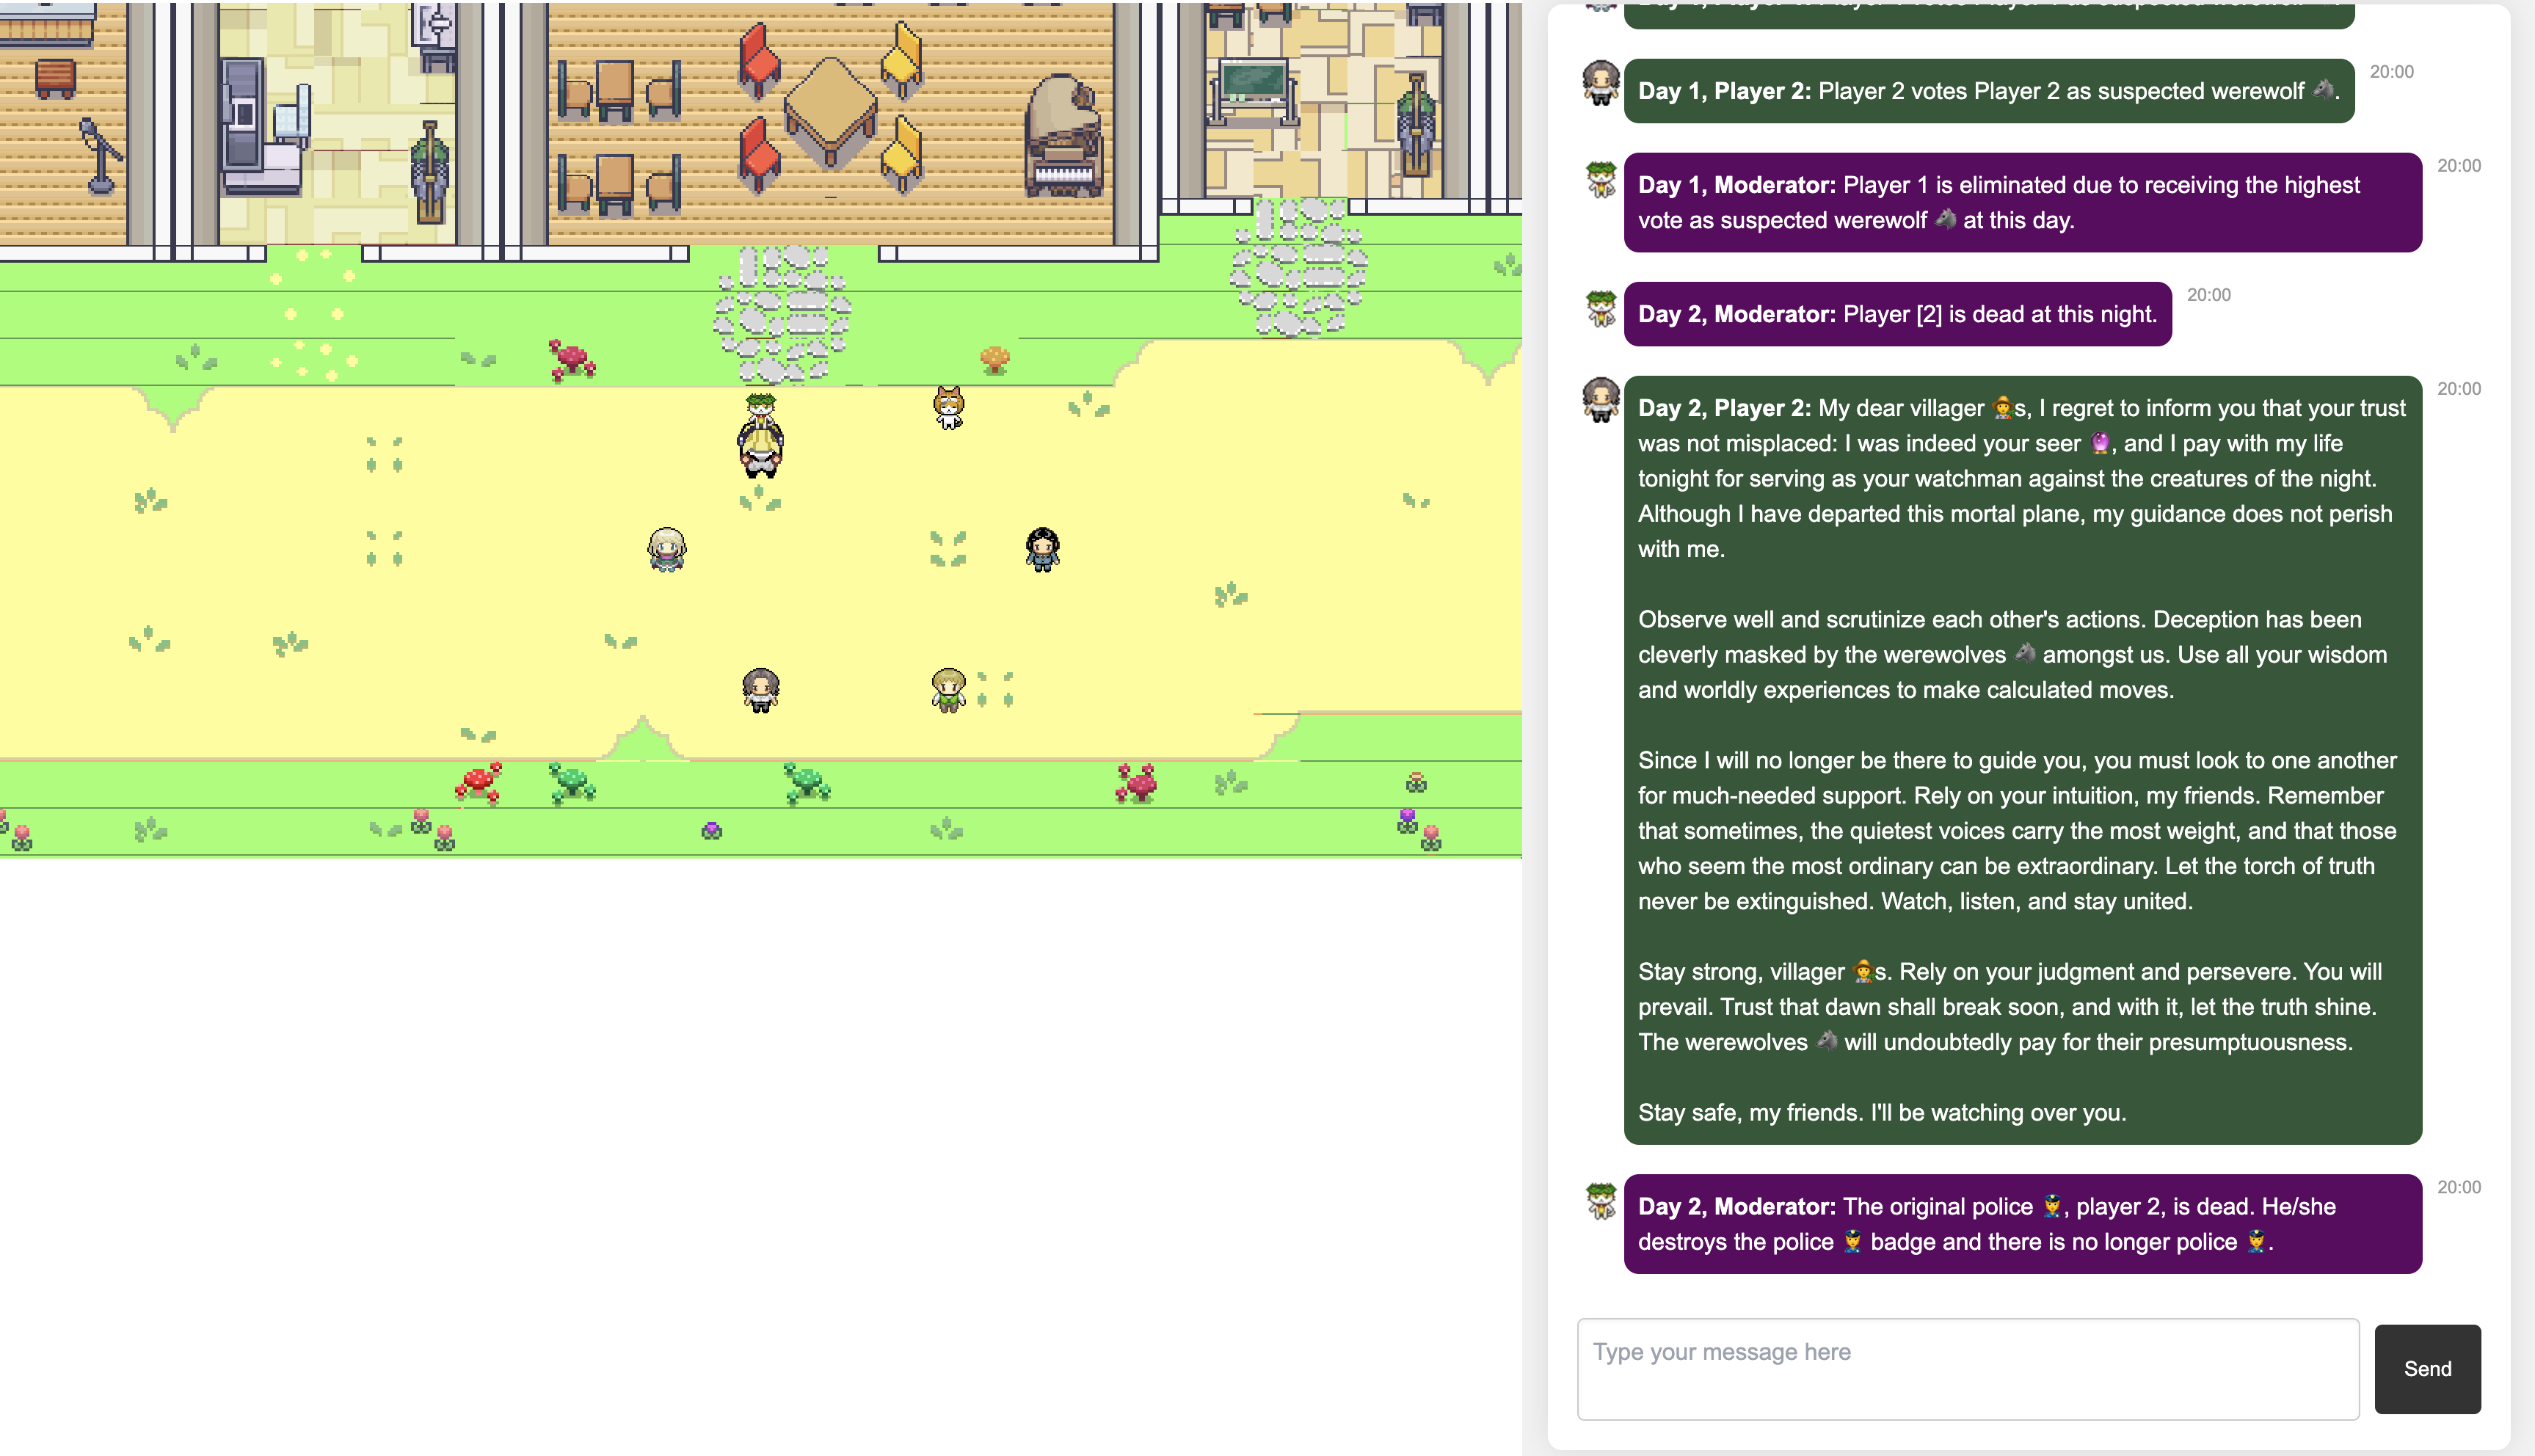 Day 1, Player 2: Player 2 votes Player 2 as suspected werewolf 🐺.
20:00
Day 1, Moderator: Player 1 is eliminated due to receiving the highest
vote as suspected werewolf 🐺 at this day.
20:00
Day 2, Moderator: Player [2] is dead at this night.
20:00
Day 2, Player 2: My dear villager 🧑‍🌾s, I regret to inform you that your trust
was not misplaced: I was indeed your seer 🔮, and I pay with my life
tonight for serving as your watchman against the creatures of the night.
Although I have departed this mortal plane, my guidance does not perish
with me.
20:00
Observe well and scrutinize each other's actions. Deception has been
cleverly masked by the werewolves 🐺 amongst us. Use all your wisdom
and worldly experiences to make calculated moves.
Since I will no longer be there to guide you, you must look to one another
for much-needed support. Rely on your intuition, my friends. Remember
that sometimes, the quietest voices carry the most weight, and that those
who seem the most ordinary can be extraordinary. Let the torch of truth
never be extinguished. Watch, listen, and stay united.
Stay strong, villager 🧑‍🌾s. Rely on your judgment and persevere. You will
prevail. Trust that dawn shall break soon, and with it, let the truth shine.
The werewolves 🐺 will undoubtedly pay for their presumptuousness.
Stay safe, my friends. I'll be watching over you.
Day 2, Moderator: The original police 👮, player 2, is dead. He/she
destroys the police 👮 badge and there is no longer police 👮.
20:00
Type your message here
Send